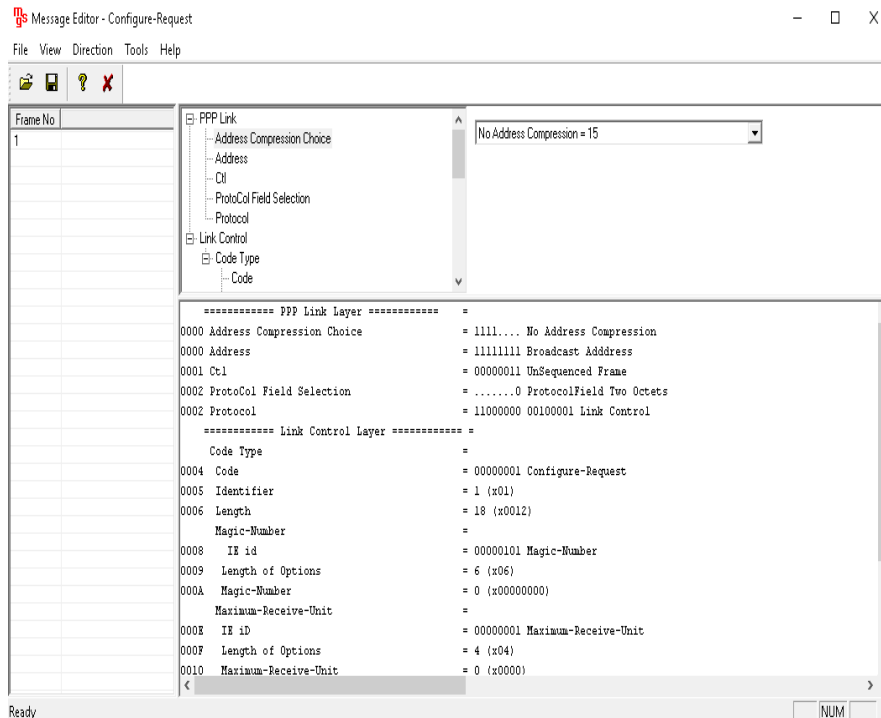 mgs Message Editor - Configure-Request
File View Direction Tools Help
Frame No
1
PPP Link
Address Compression Choice
Address
Ctl
ProtoCol Field Selection
Protocol
Link Control
Code Type
Code
No Address Compression = 15
============ PPP Link Layer ============ =
0000 Address Compression Choice = 1111.... No Address Compression
0000 Address = 11111111 Broadcast Adddress
0001 Ctl = 00000011 UnSequenced Frame
0002 ProtoCol Field Selection = .......0 ProtocolField Two Octets
0002 Protocol = 11000000 00100001 Link Control
============ Link Control Layer ============ =
Code Type =
0004 Code = 00000001 Configure-Request
0005 Identifier = 1 (x01)
0006 Length = 18 (x0012)
Magic-Number =
0008 IE id = 00000101 Magic-Number
0009 Length of Options = 6 (x06)
000A Magic-Number = 0 (x00000000)
Maximum-Receive-Unit =
000E IE iD = 00000001 Maximum-Receive-Unit
000F Length of Options = 4 (x04)
0010 Maximum-Receive-Unit = 0 (x0000)
Ready
NUM